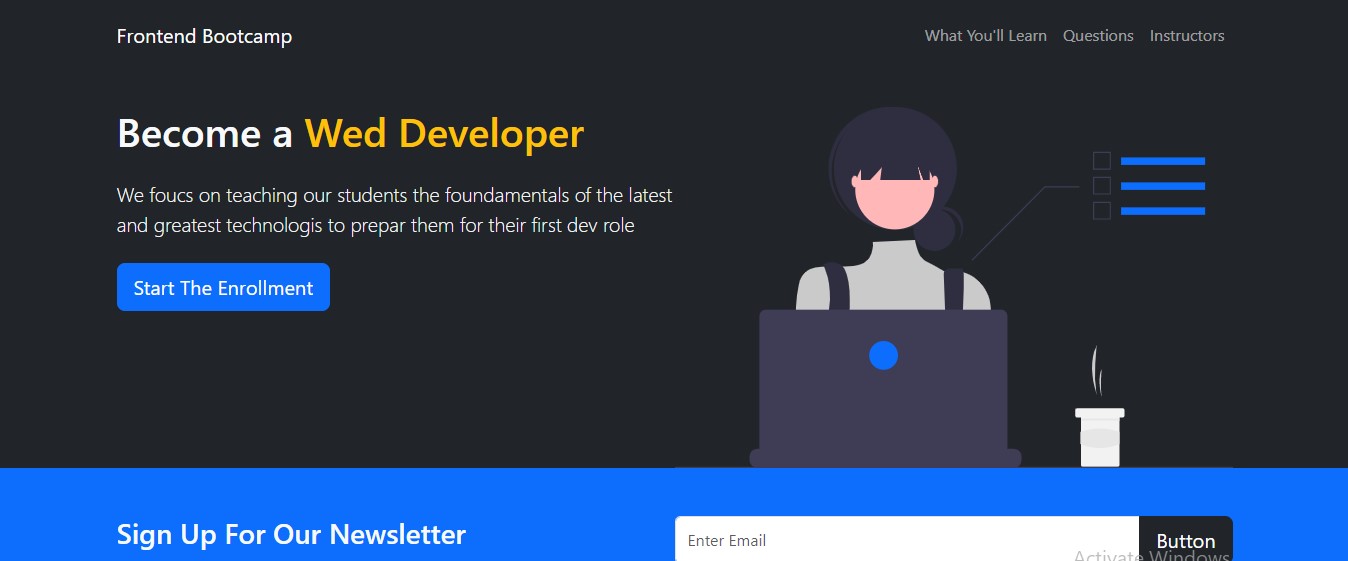 Frontend Bootcamp
What You'll Learn Questions Instructors
Become a Wed Developer
We foucs on teaching our students the foundamentals of the latest
and greatest technologis to prepar them for their first dev role
Start The Enrollment
Sign Up For Our Newsletter
Enter Email
Button
Activate Windows